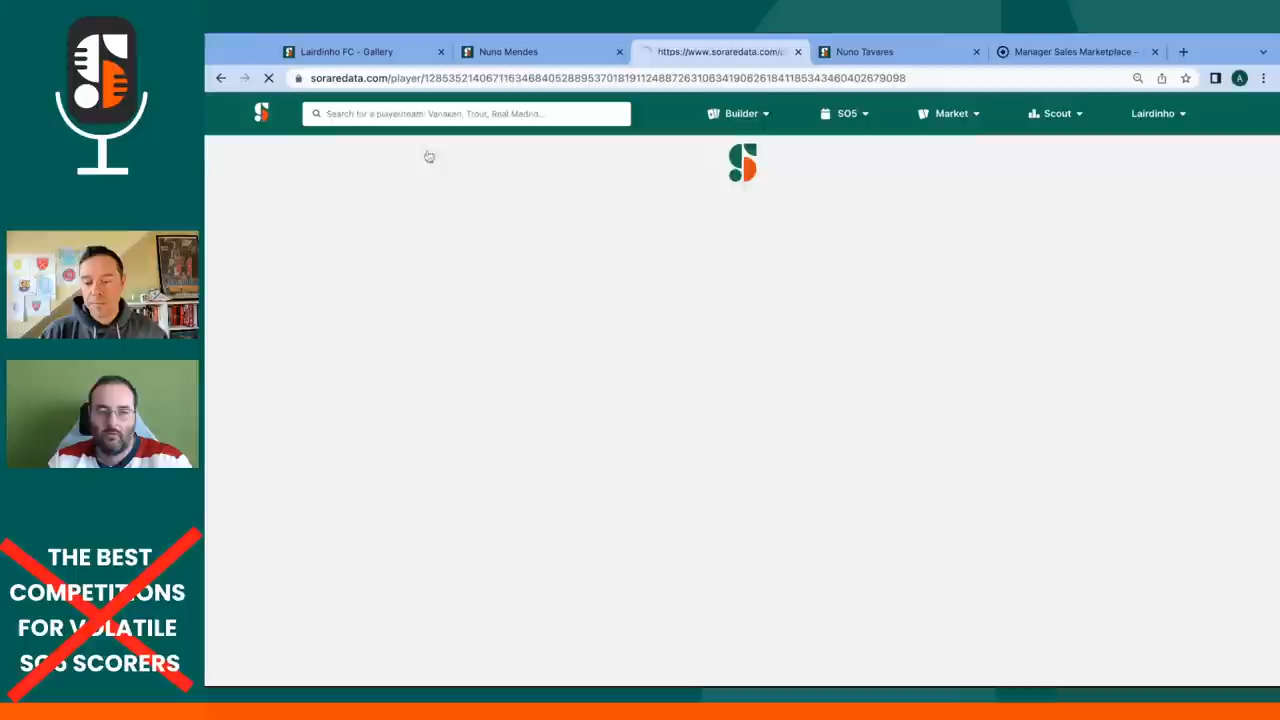 Lairdinho FC - Gallery
Nuno Mendes
https://www.soraredata.com/
Nuno Tavares
Manager Sales Marketplace –
soraredata.com/player/12853521406711634684052889537018191124887263106341906261841185343460402679098
Search for a player/team: Vanaken, Trout, Real Madrid...
Builder
SO5
Market
Scout
Lairdinho
A
THE BEST
COMPETITIONS
FOR VOLATILE
SO5 SCORERS